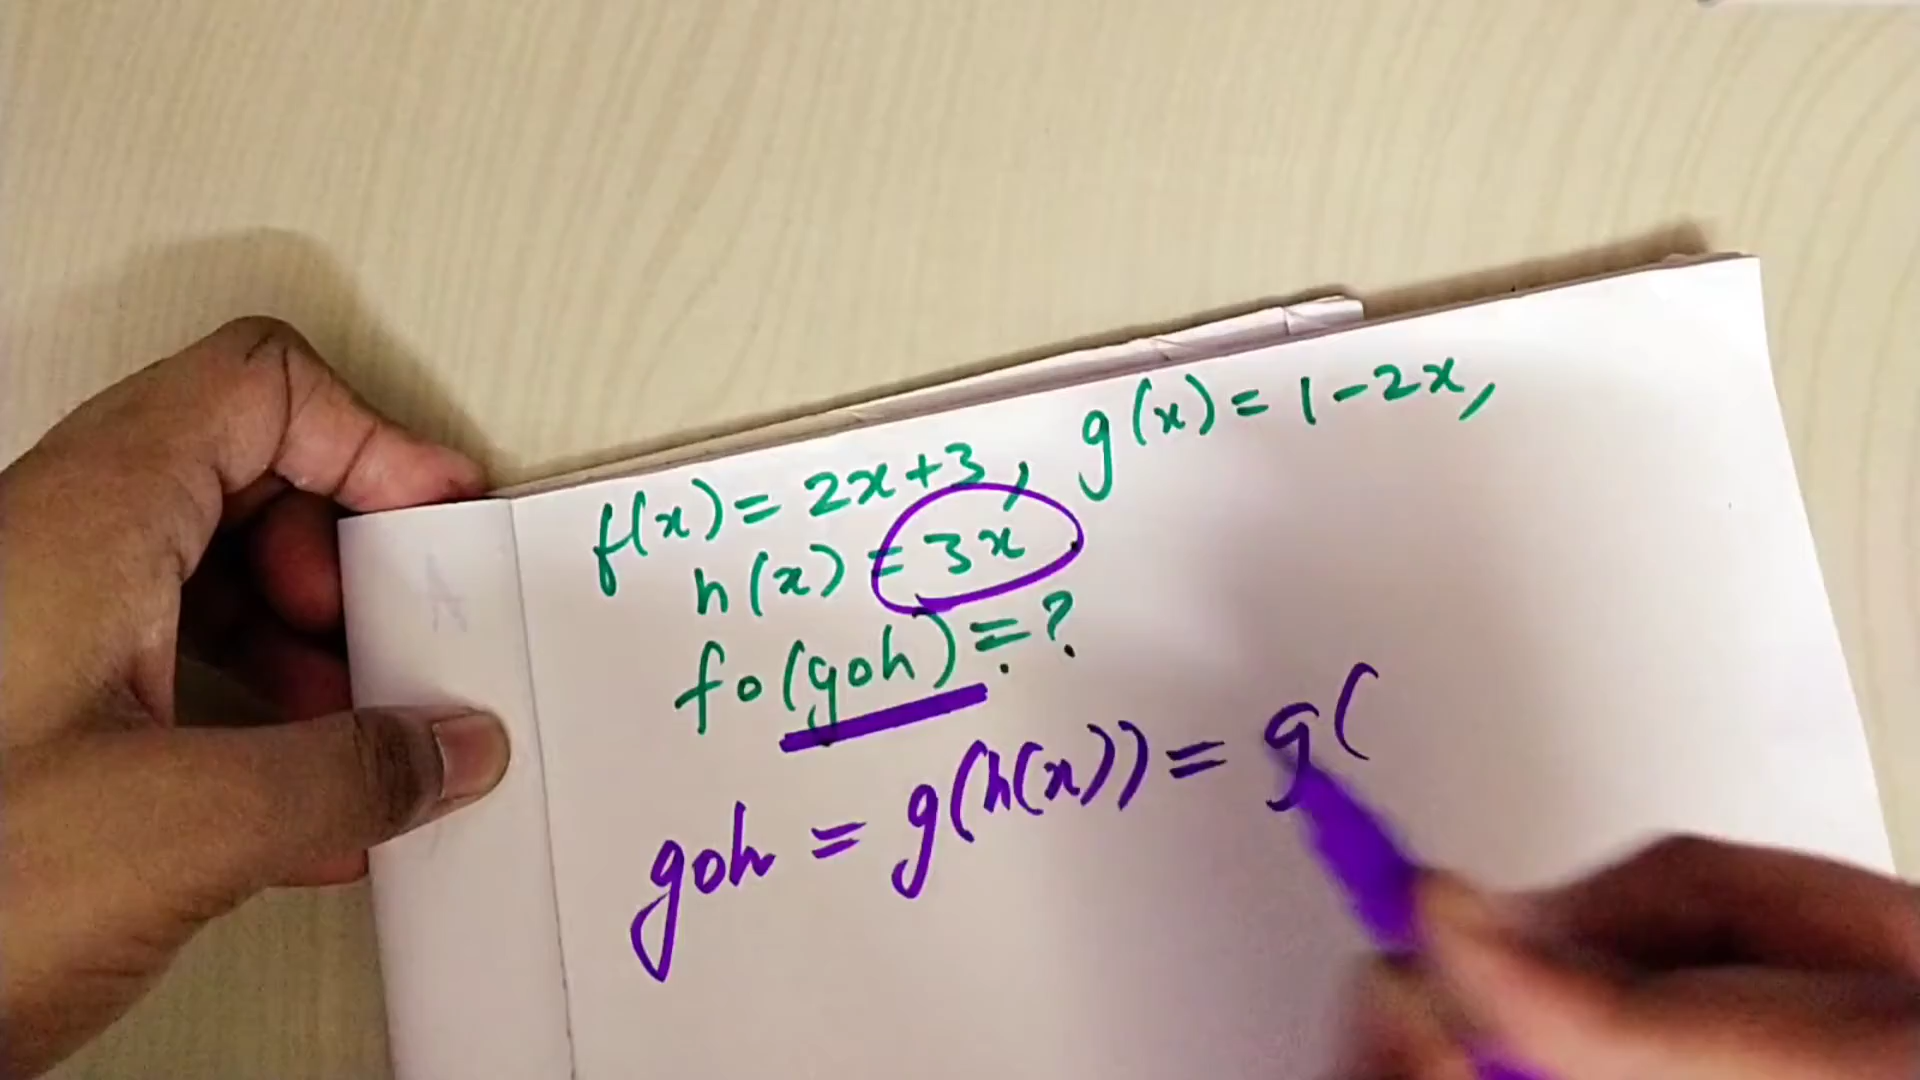 f(x) = 2x+3, g(x) = 1-2x,
h(x) = 3x
fo(goh) = ?
goh = g(h(x)) = g(